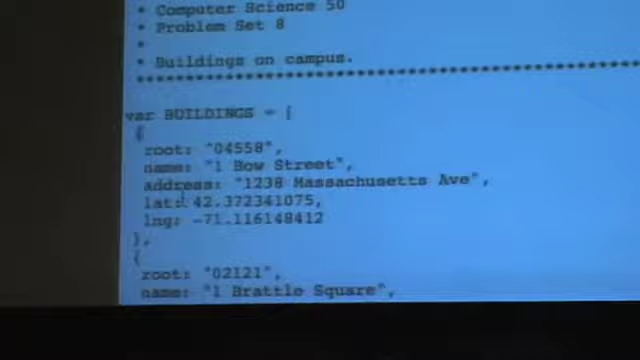 * Computer Science 50
* Problem Set 8
*
* Buildings on campus.
var BUILDINGS = [
{
root: "04558",
name: "1 Bow Street",
address: "1238 Massachusetts Ave",
lat: 42.372341075,
lng: -71.116148412
},
{
root: "02121",
name: "1 Brattle Square",